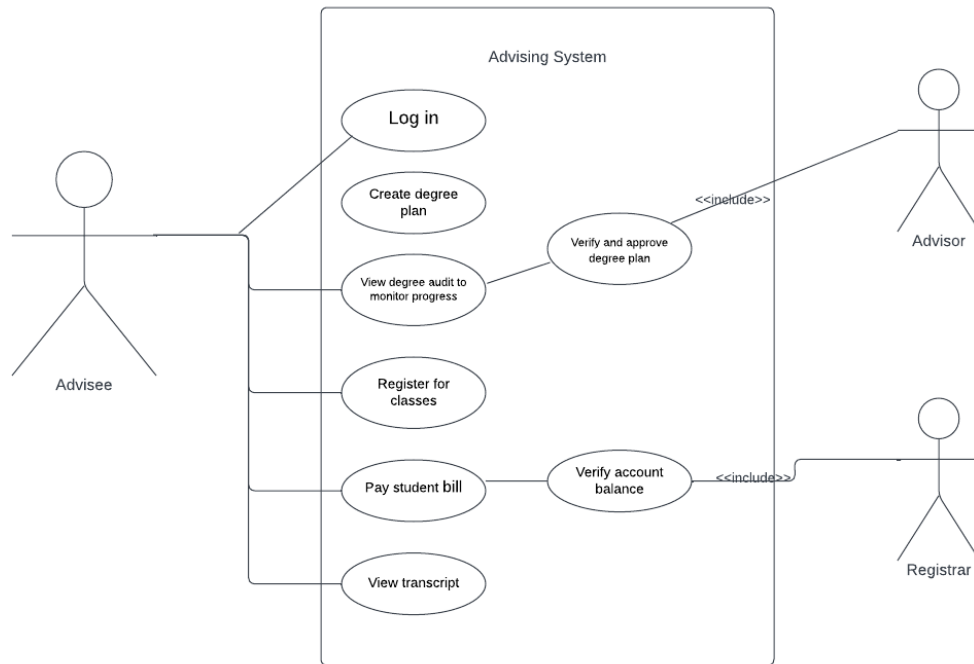 Advising System
Log in
Create degree
plan
<<include>>
Verify and approve
degree plan
Advisor
View degree audit to
monitor progress
Advisee
Register for
classes
Verify account
balance
<<include>>
Pay student bill
Registrar
View transcript